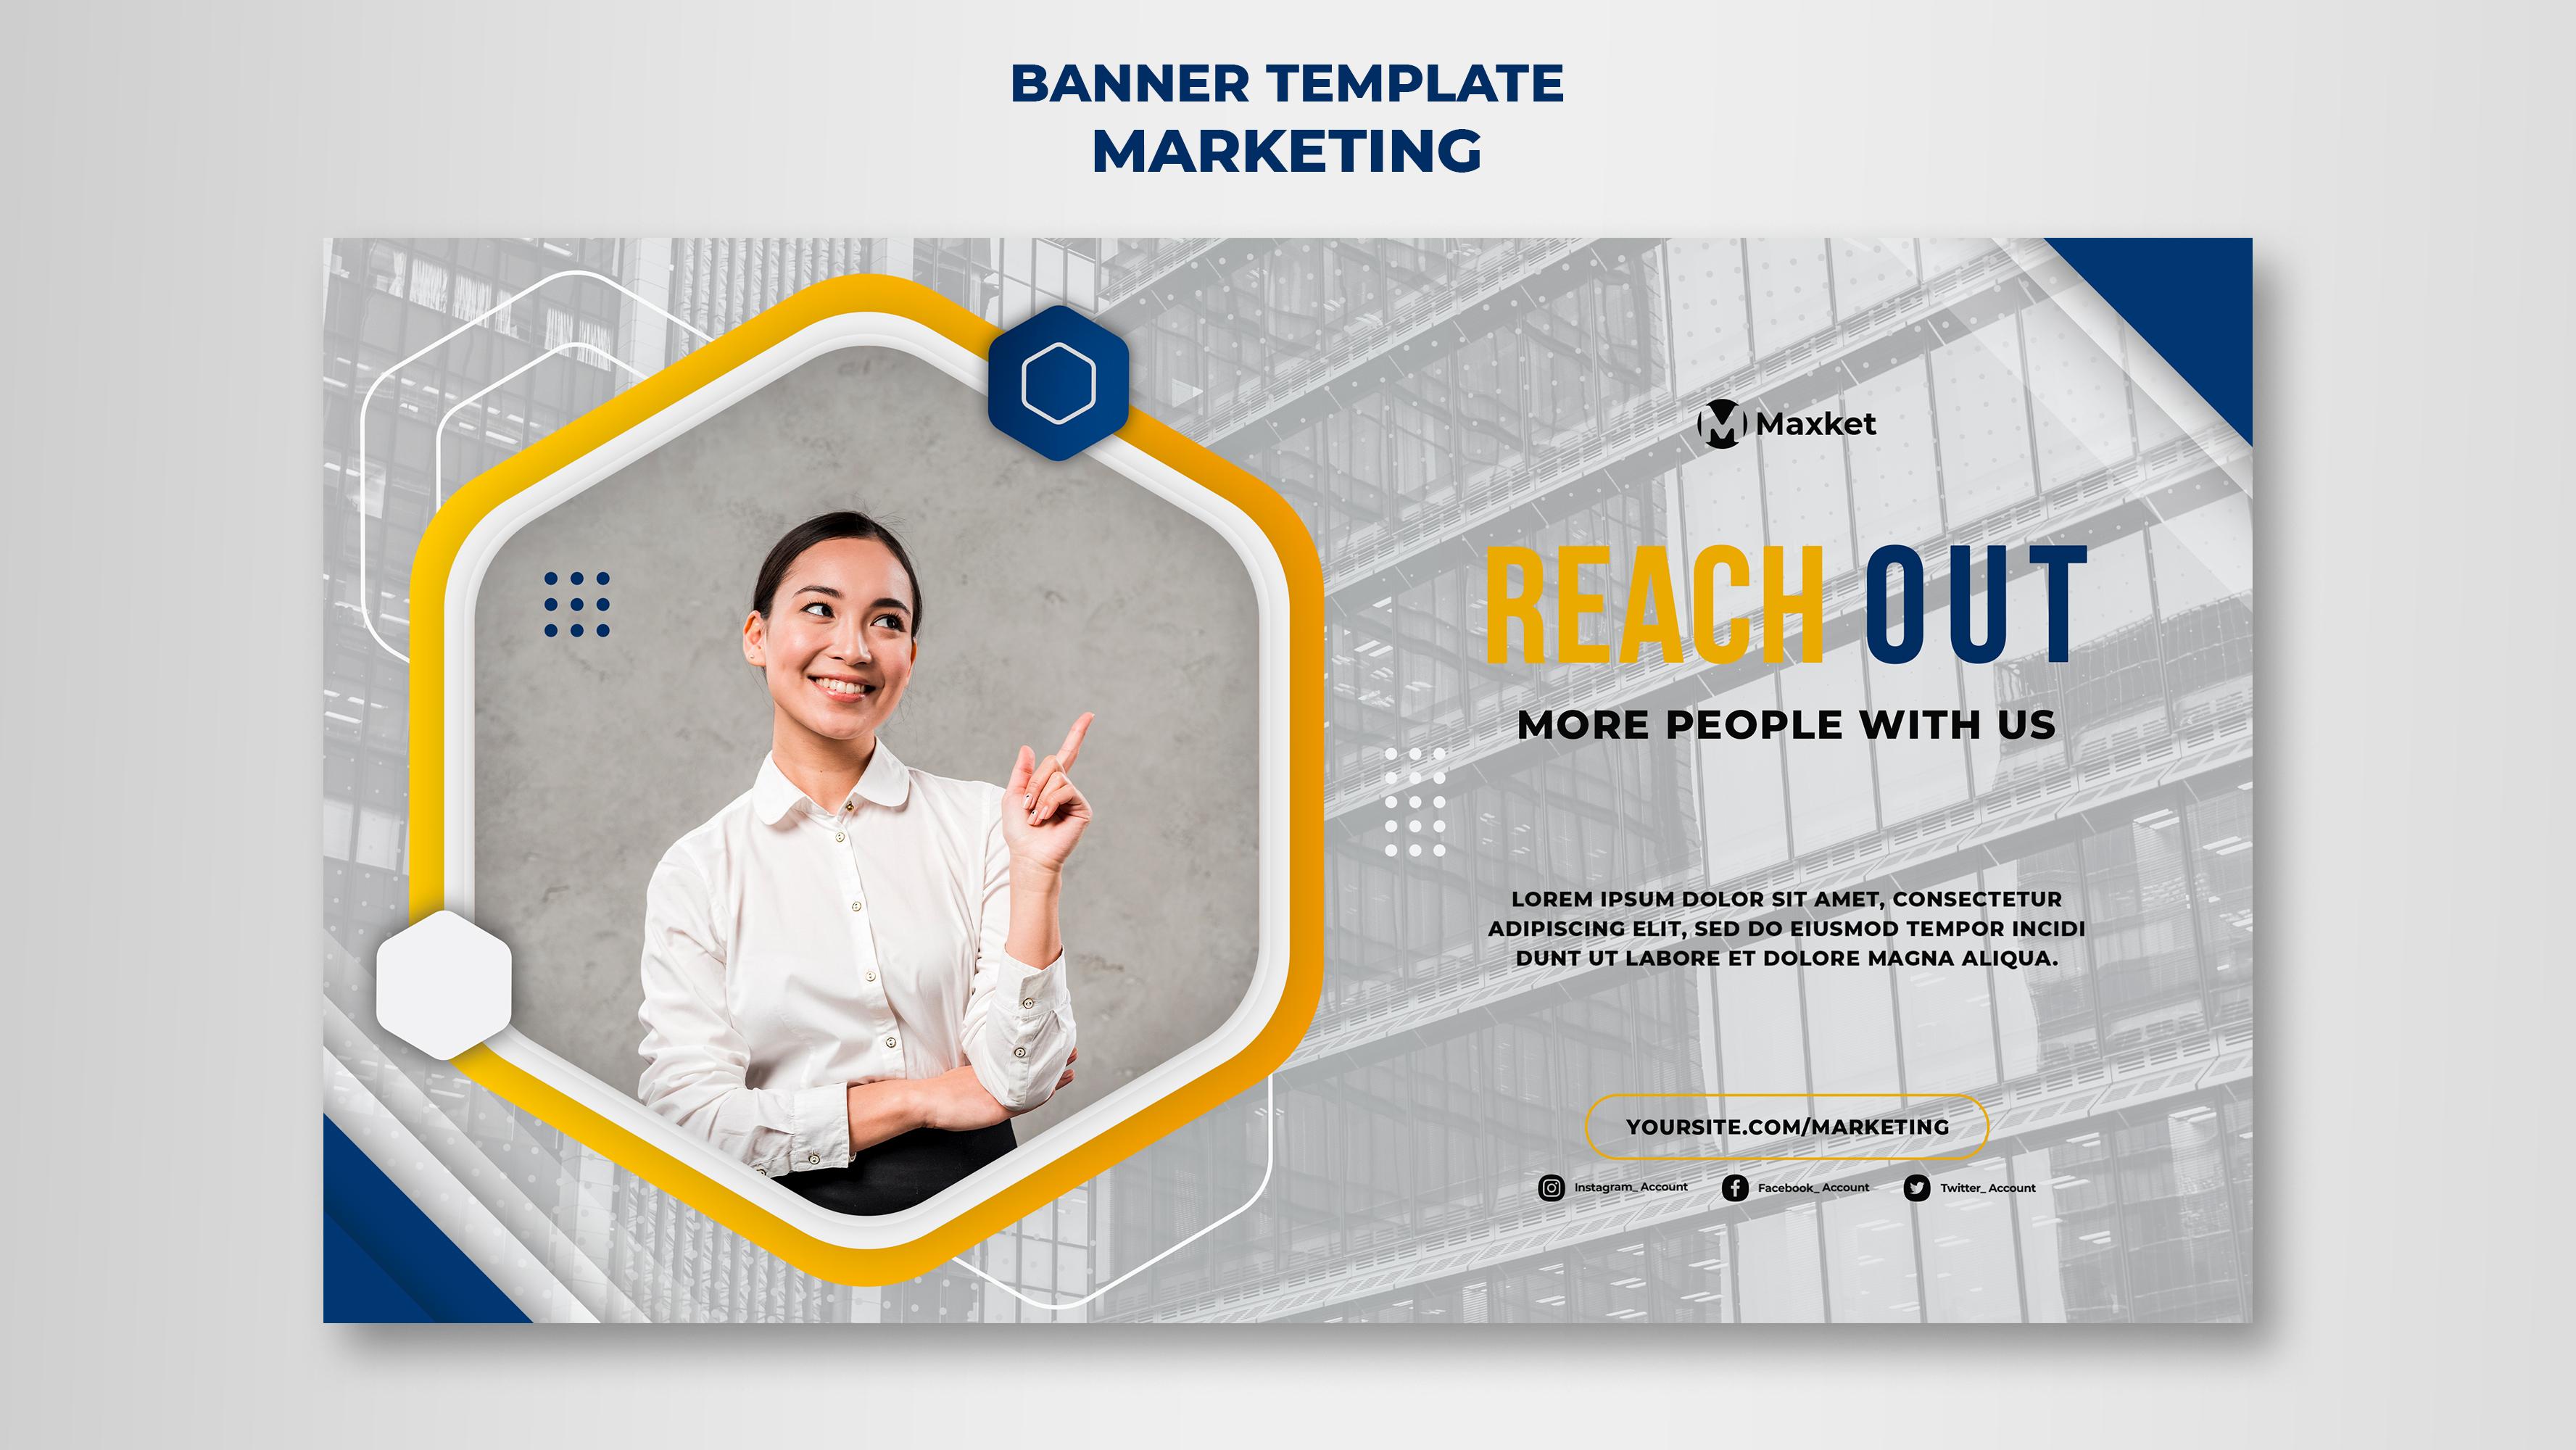 BANNER TEMPLATE
MARKETING
Maxket
REACH OUT
MORE PEOPLE WITH US
LOREM IPSUM DOLOR SIT AMET, CONSECTETUR
ADIPISCING ELIT, SED DO EIUSMOD TEMPOR INCIDI
DUNT UT LABORE ET DOLORE MAGNA ALIQUA.
YOURSITE.COM/MARKETING
Instagram_Account Facebook_Account Twitter_Account